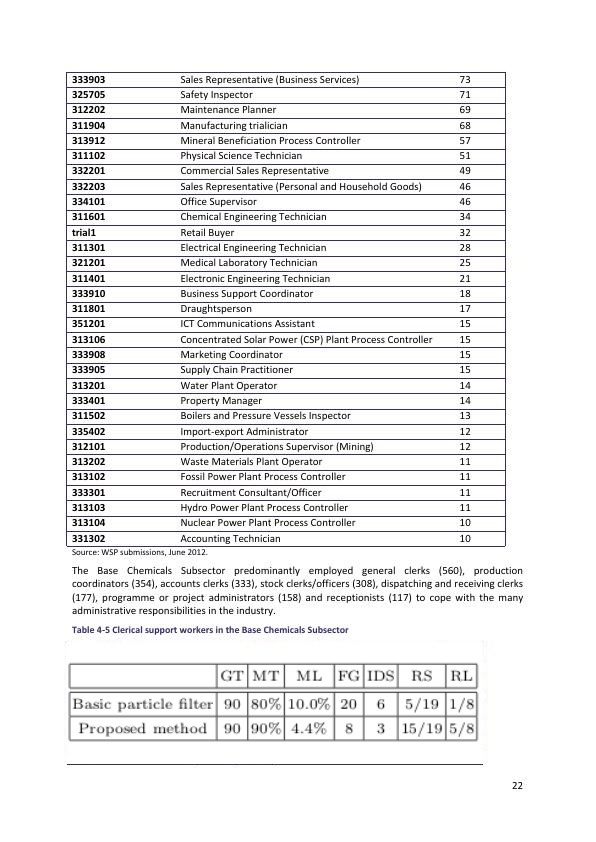 333903 Sales Representative (Business Services) 73
325705 Safety Inspector 71
312202 Maintenance Planner 69
311904 Manufacturing trialician 68
313912 Mineral Beneficiation Process Controller 57
311102 Physical Science Technician 51
332201 Commercial Sales Representative 49
332203 Sales Representative (Personal and Household Goods) 46
334101 Office Supervisor 46
311601 Chemical Engineering Technician 34
trial1 Retail Buyer 32
311301 Electrical Engineering Technician 28
321201 Medical Laboratory Technician 25
311401 Electronic Engineering Technician 21
333910 Business Support Coordinator 18
311801 Draughtsperson 17
351201 ICT Communications Assistant 15
313106 Concentrated Solar Power (CSP) Plant Process Controller 15
333908 Marketing Coordinator 15
333905 Supply Chain Practitioner 15
313201 Water Plant Operator 14
333401 Property Manager 14
311502 Boilers and Pressure Vessels Inspector 13
335402 Import-export Administrator 12
312101 Production/Operations Supervisor (Mining) 12
313202 Waste Materials Plant Operator 11
313102 Fossil Power Plant Process Controller 11
333301 Recruitment Consultant/Officer 11
313103 Hydro Power Plant Process Controller 11
313104 Nuclear Power Plant Process Controller 10
331302 Accounting Technician 10
Source: WSP submissions, June 2012.
The Base Chemicals Subsector predominantly employed general clerks (560), production
coordinators (354), accounts clerks (333), stock clerks/officers (308), dispatching and receiving clerks
(177), programme or project administrators (158) and receptionists (117) to cope with the many
administrative responsibilities in the industry.
Table 4-5 Clerical support workers in the Base Chemicals Subsector
GT MT ML FG IDS RS RL
Basic particle filter 90 80% 10.0% 20 6 5/19 1/8
Proposed method 90 90% 4.4% 8 3 15/19 5/8
22